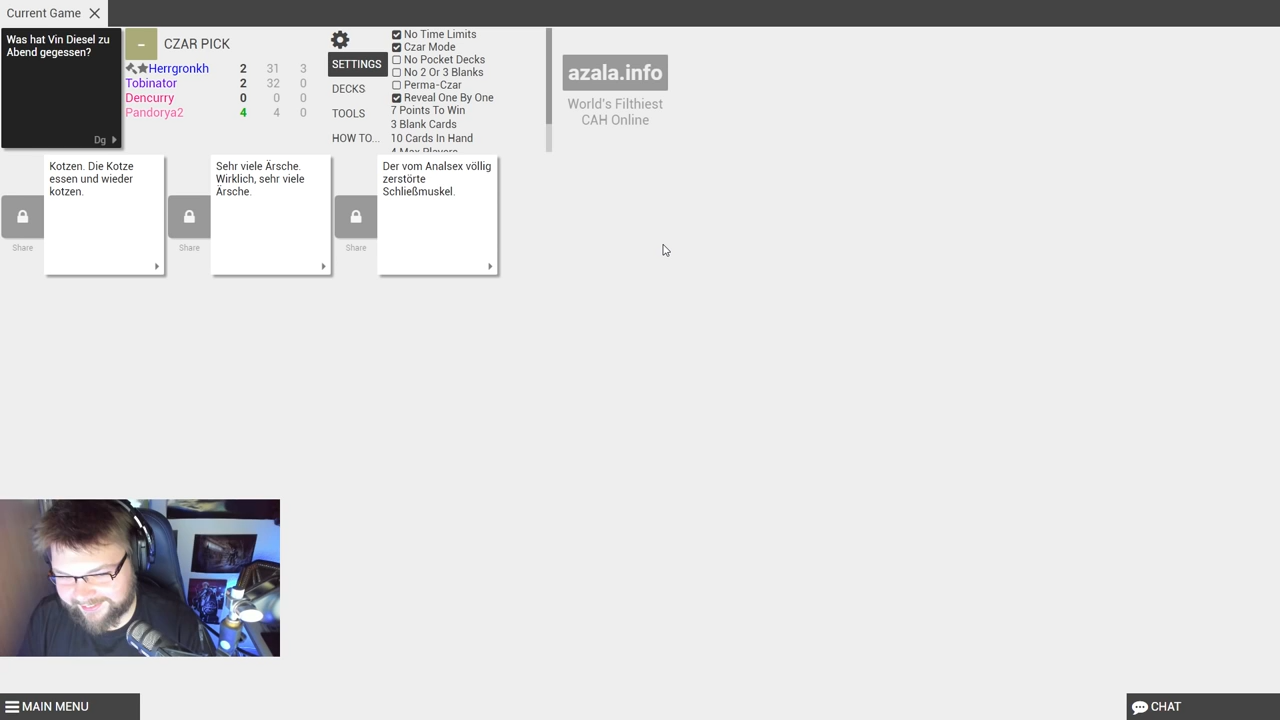 Current Game
Was hat Vin Diesel zu
Abend gegessen?
Dg
–
CZAR PICK
Herrgronkh 2 31 3
Tobinator 2 32 0
Dencurry 0 0 0
Pandorya2 4 4 0
SETTINGS
DECKS
TOOLS
HOW TO...
No Time Limits
Czar Mode
No Pocket Decks
No 2 Or 3 Blanks
Perma-Czar
Reveal One By One
7 Points To Win
3 Blank Cards
10 Cards In Hand
4 Max Players
azala.info
World's Filthiest
CAH Online
Share
Kotzen. Die Kotze
essen und wieder
kotzen.
Share
Sehr viele Ärsche.
Wirklich, sehr viele
Ärsche.
Share
Der vom Analsex völlig
zerstörte
Schließmuskel.
MAIN MENU
CHAT